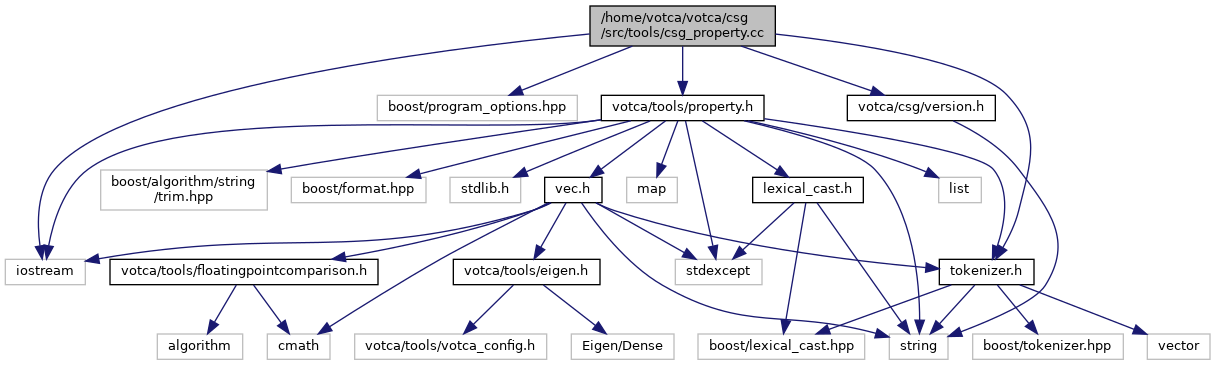 /home/votca/votca/csg
/src/tools/csg_property.cc
boost/program_options.hpp
votca/tools/property.h
votca/csg/version.h
boost/algorithm/string
/trim.hpp
boost/format.hpp
stdlib.h
vec.h
map
lexical_cast.h
list
iostream
votca/tools/floatingpointcomparison.h
votca/tools/eigen.h
stdexcept
tokenizer.h
algorithm
cmath
votca/tools/votca_config.h
Eigen/Dense
boost/lexical_cast.hpp
string
boost/tokenizer.hpp
vector